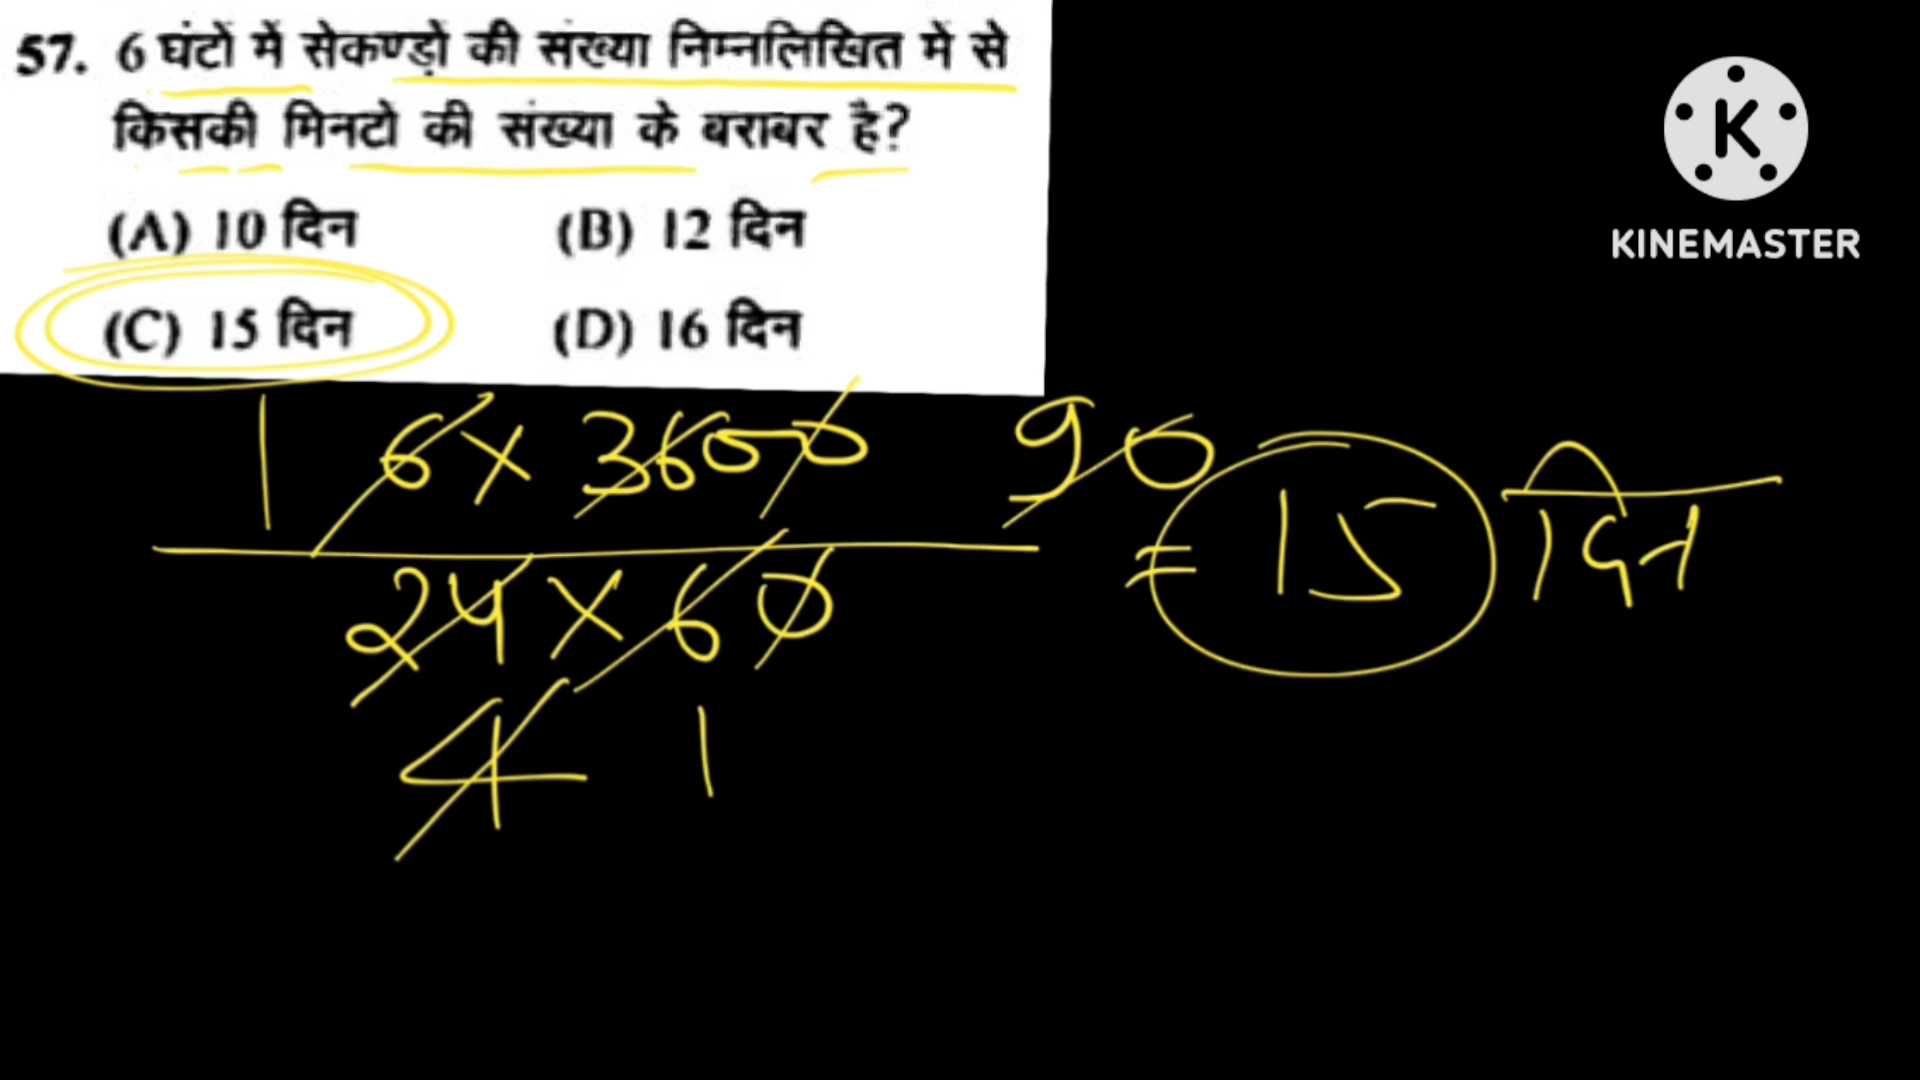 57. 6 घंटों में सेकण्ड़ों की संख्या निम्नलिखित में से
किसकी मिनटो की संख्या के बराबर है?
(A) 10 दिन (B) 12 दिन
(C) 15 दिन (D) 16 दिन
KINEMASTER
1 6 × 3600 90
24 × 60
= 15 दिन
4 1